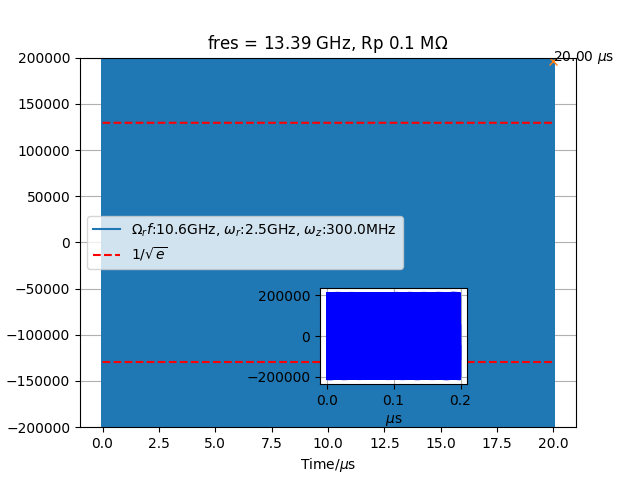 fres = 13.39 GHz, Rp 0.1 MΩ
20.00 μs
200000
150000
100000
50000
0
−50000
−100000
−150000
−200000
Ω_rf:10.6GHz, ω_r:2.5GHz, ω_z:300.0MHz
1/√e
200000
0
−200000
0.0 0.1 0.2
μs
0.0 2.5 5.0 7.5 10.0 12.5 15.0 17.5 20.0
Time/μs